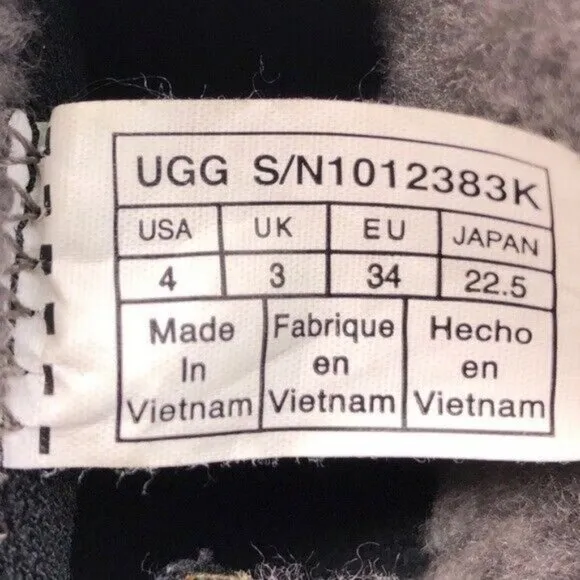 UGG S/N1012383K
USA UK EU JAPAN
4 3 34 22.5
Made Fabrique Hecho
In en en
Vietnam Vietnam Vietnam